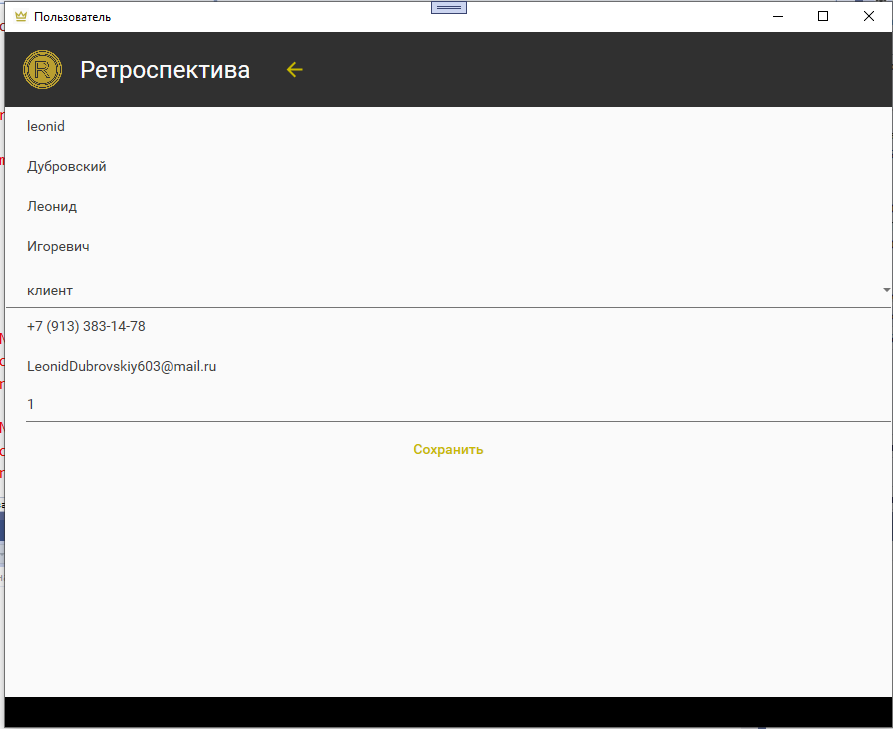 Пользователь
R
Ретроспектива
leonid
Дубровский
Леонид
Игоревич
клиент
+7 (913) 383-14-78
LeonidDubrovskiy603@mail.ru
1
Сохранить